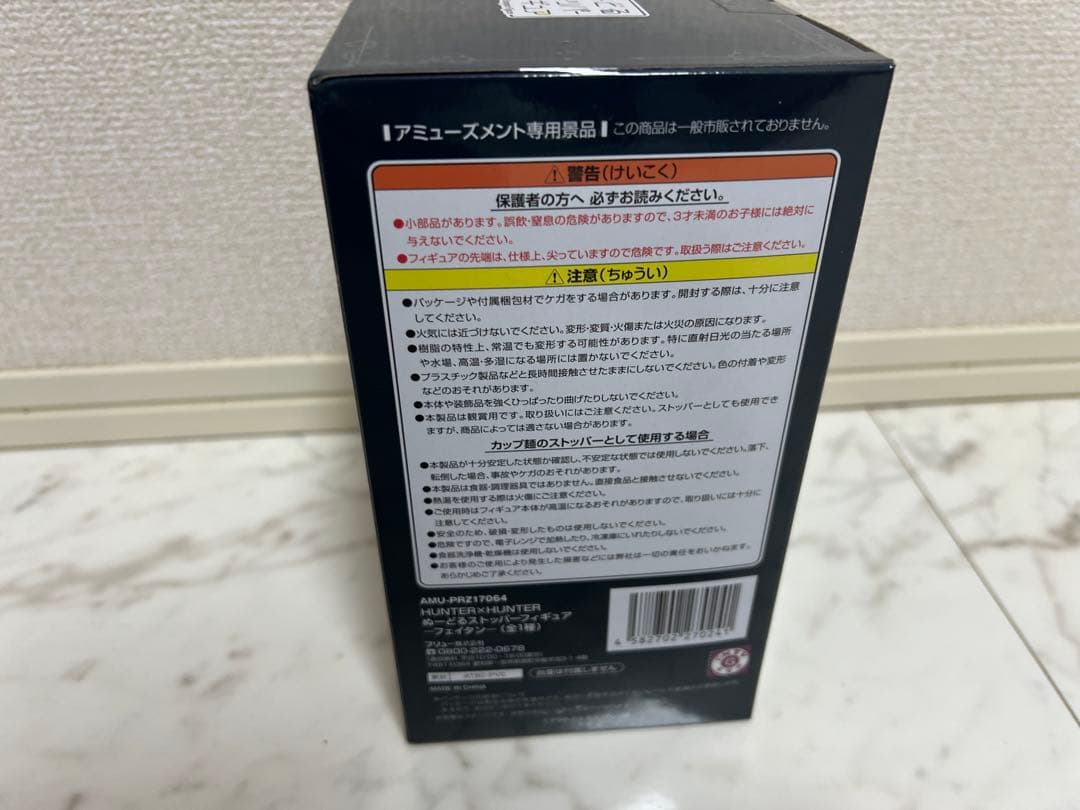 アミューズメント専用景品 この商品は一般市販されておりません。
⚠警告(けいこく)
保護者の方へ 必ずお読みください。
●小部品があります。誤飲・窒息の危険がありますので、3才未満のお子様には絶対に
与えないでください。
●フィギュアの先端は、仕様上、尖っていますので危険です。取扱う際はご注意ください。
⚠注意(ちゅうい)
●パッケージや付属梱包材でケガをする場合があります。開封する際は、十分に注意
してください。
●火気には近づけないでください。変形・変質・火傷または火災の原因になります。
●樹脂の特性上、常温でも変形する可能性があります。特に直射日光の当たる場所
や水場、高温・多湿になる場所には置かないでください。
●プラスチック製品などと長時間接触させたままにしないでください。色の付着や変形
などのおそれがあります。
●本体や装飾品を強くひっぱったり曲げたりしないでください。
●本製品は観賞用です。取り扱いにはご注意ください。ストッパーとしても使用でき
ますが、商品によっては適さない場合があります。
カップ麺のストッパーとして使用する場合
●本製品が十分安定した状態か確認し、不安定な状態では使用しないでください。落下、
転倒した場合、事故やケガのおそれがあります。
●本製品は食器・調理器具ではありません。直接食品と接触させないでください。
●熱湯を使用する際は火傷にご注意ください。
●ご使用時はフィギュア本体が高温になるおそれがありますので、取り扱いには十分に
注意してください。
●安全のため、破損・変形したものは使用しないでください。
●危険ですので、電子レンジで加熱したり、冷凍庫にいれたりしないでください。
●食器洗浄機・乾燥機は使用しないでください。
●お客様のご使用により発生した損害などには弊社は一切の責任をおいかねます。
あらかじめご了承ください。
AMU-PRZ17064
HUNTER×HUNTER
ぬーどるストッパーフィギュア
―フェイタン―(全1種)
フリュー株式会社
4 582702 270241
台座は付属しません
MADE IN CHINA